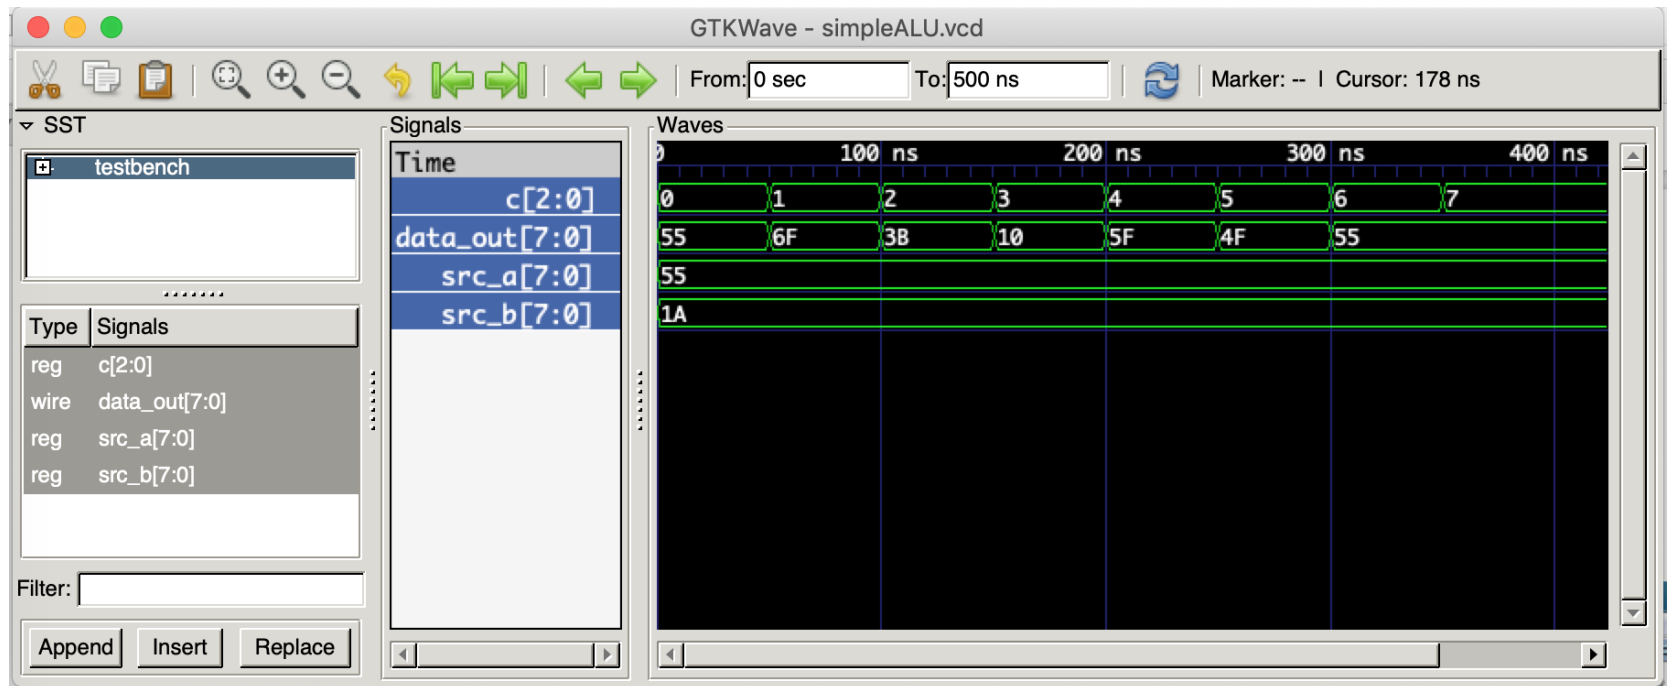 GTKWave - simpleALU.vcd
From: 0 sec To: 500 ns Marker: -- | Cursor: 178 ns
SST
testbench
Type Signals
reg c[2:0]
wire data_out[7:0]
reg src_a[7:0]
reg src_b[7:0]
Filter:
Append Insert Replace
Signals
Time
c[2:0]
data_out[7:0]
src_a[7:0]
src_b[7:0]
Waves
0 100 ns 200 ns 300 ns 400 ns
0 1 2 3 4 5 6 7
55 6F 3B 10 5F 4F 55
55
1A